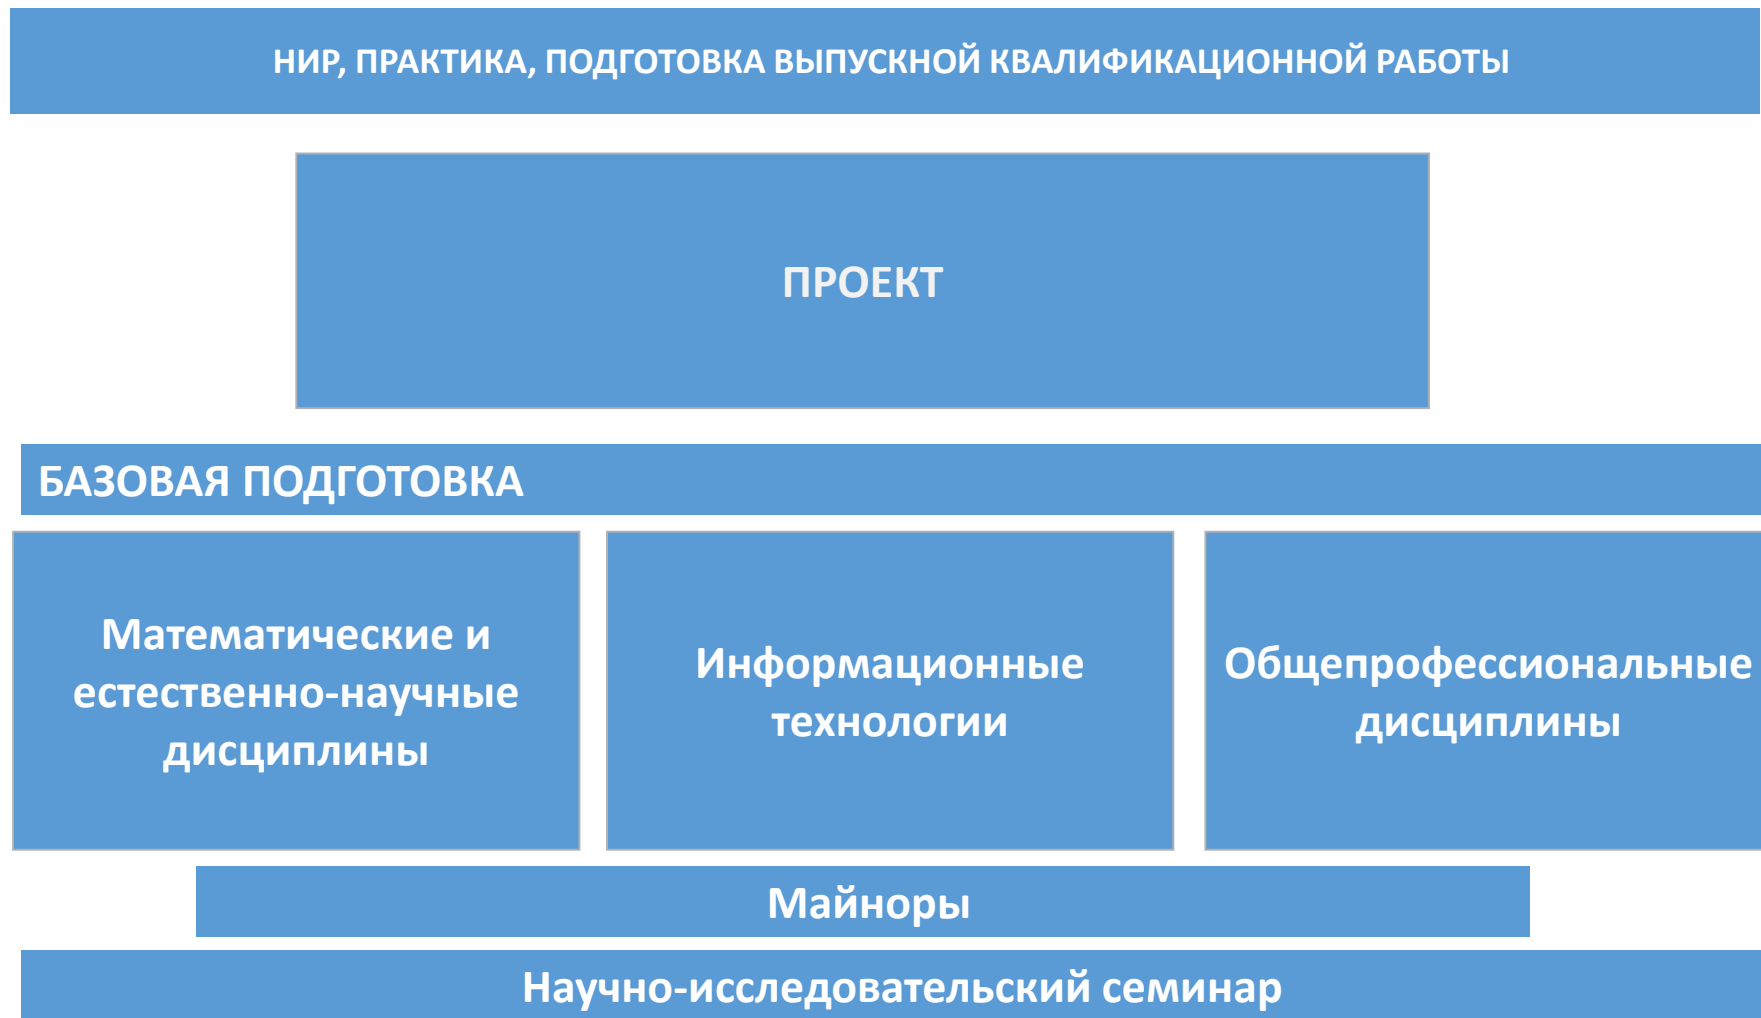 НИР, ПРАКТИКА, ПОДГОТОВКА ВЫПУСКНОЙ КВАЛИФИКАЦИОННОЙ РАБОТЫ
ПРОЕКТ
БАЗОВАЯ ПОДГОТОВКА
Математические и
естественно-научные
дисциплины
Информационные
технологии
Общепрофессиональные
дисциплины
Майноры
Научно-исследовательский семинар